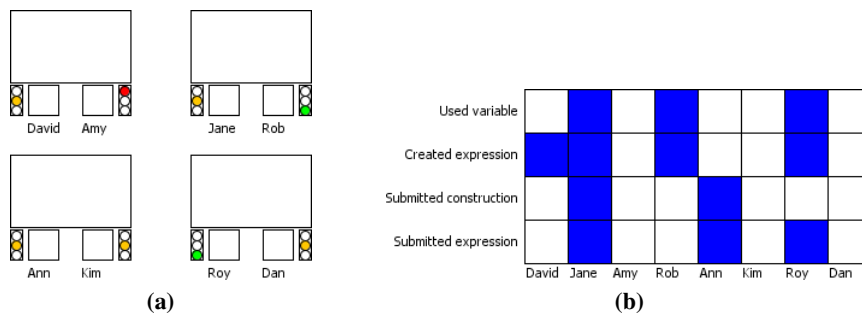 David Amy
Jane Rob
Ann Kim
Roy Dan
(a)
Used variable
Created expression
Submitted construction
Submitted expression
David Jane Amy Rob Ann Kim Roy Dan
(b)